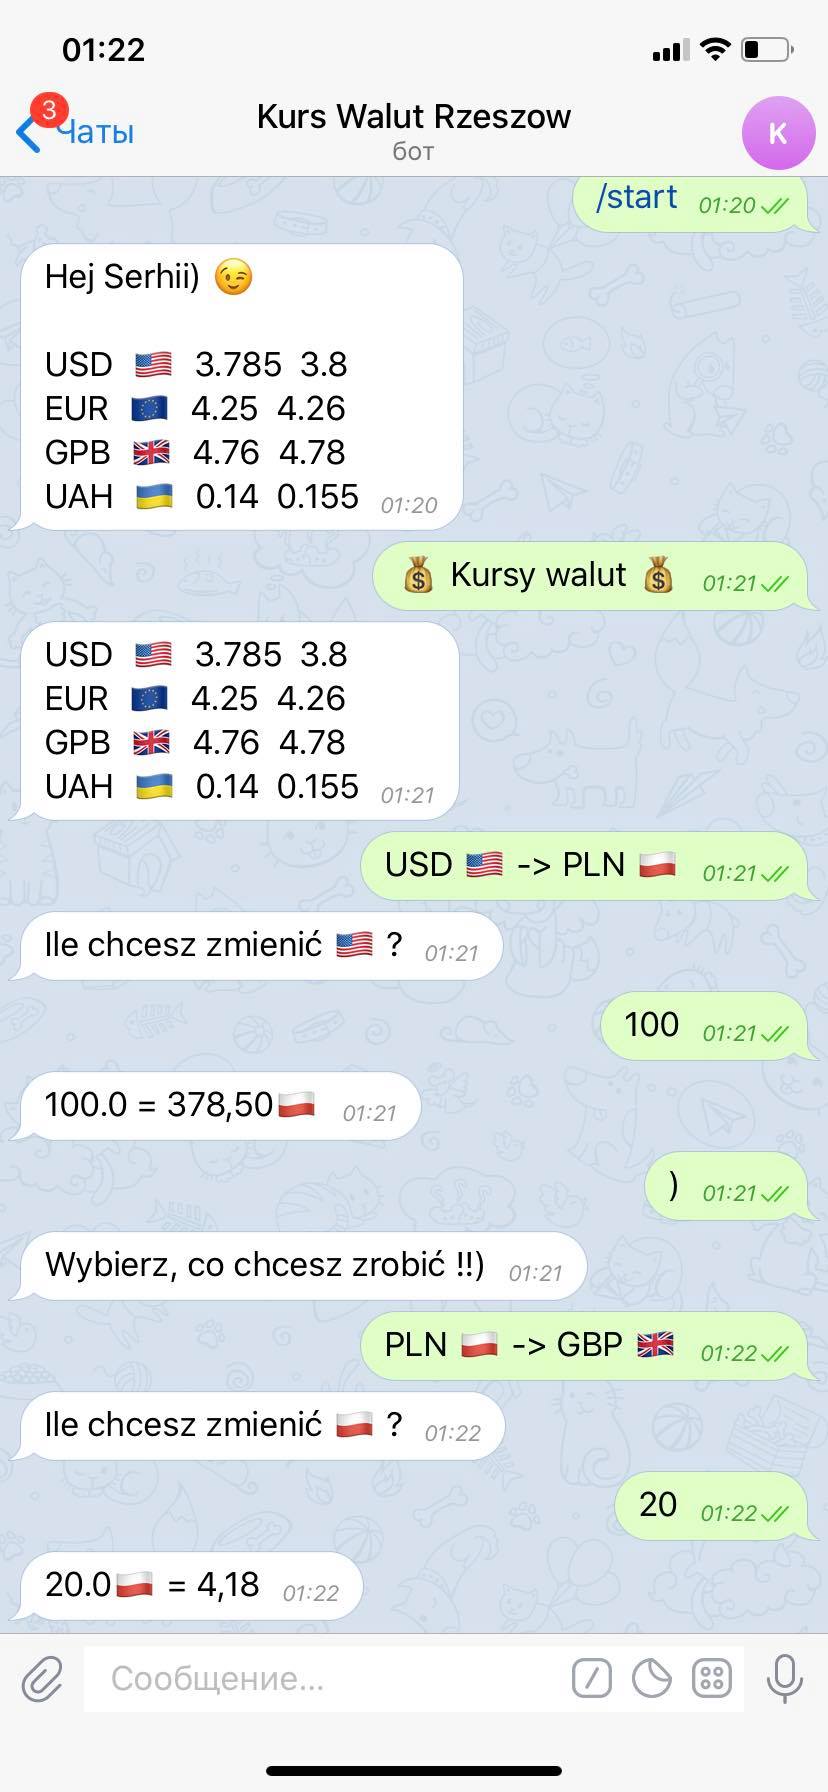 01:22
3
Чаты
Kurs Walut Rzeszow
бот
K
/start 01:20
Hej Serhii) 😉
USD 🇺🇸 3.785 3.8
EUR 🇪🇺 4.25 4.26
GPB 🇬🇧 4.76 4.78
UAH 🇺🇦 0.14 0.155 01:20
💰 Kursy walut 💰 01:21
USD 🇺🇸 3.785 3.8
EUR 🇪🇺 4.25 4.26
GPB 🇬🇧 4.76 4.78
UAH 🇺🇦 0.14 0.155 01:21
USD 🇺🇸 -> PLN 🇵🇱 01:21
Ile chcesz zmienić 🇺🇸 ? 01:21
100 01:21
100.0 = 378,50🇵🇱 01:21
) 01:21
Wybierz, co chcesz zrobić !!) 01:21
PLN 🇵🇱 -> GBP 🇬🇧 01:22
Ile chcesz zmienić 🇵🇱 ? 01:22
20 01:22
20.0🇵🇱 = 4,18 01:22
Сообщение...